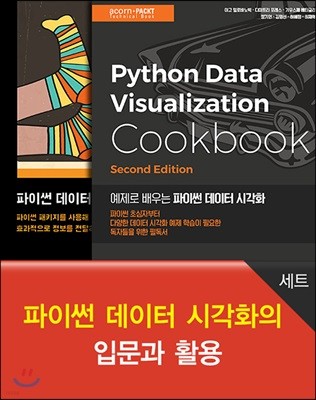 acorn+PACKT
Technical Book
Python Data
Visualization
Cookbook
Second Edition
파이썬 데이터
파이썬 패키지를 사용해
효과적으로 정보를 전달
예제로 배우는 파이썬 데이터 시각화
파이썬 초심자부터
다양한 데이터 시각화 예제 학습이 필요한
독자들을 위한 필독서
세트
파이썬 데이터 시각화의
입문과 활용